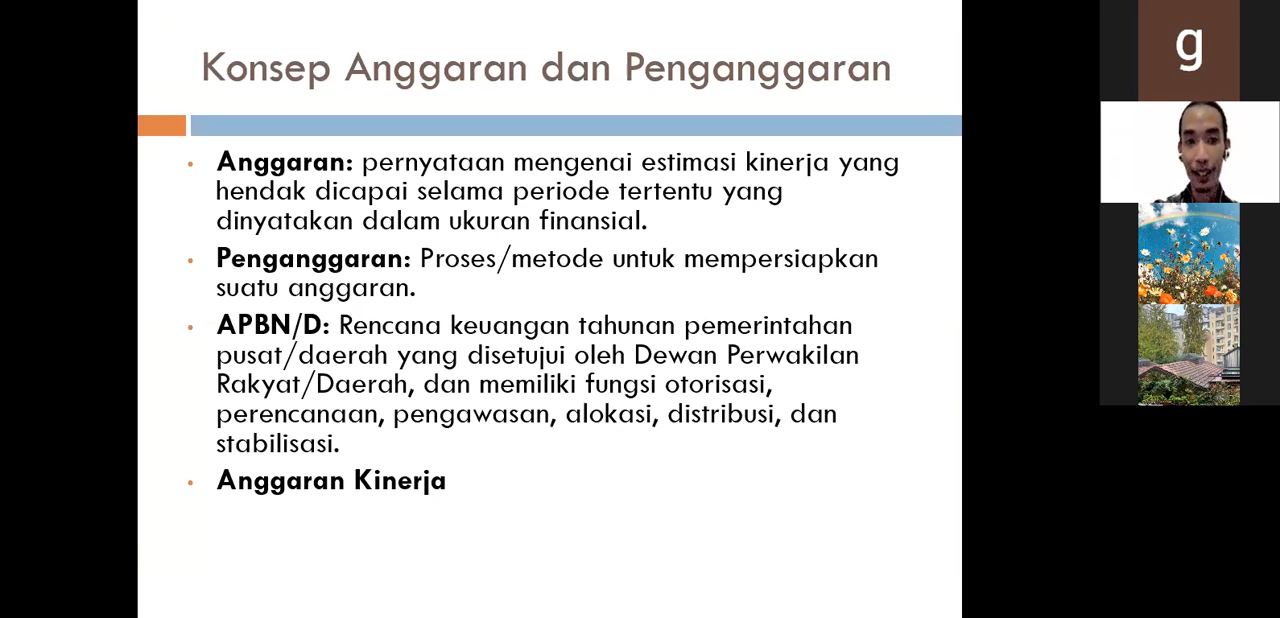 Konsep Anggaran dan Penganggaran
• Anggaran: pernyataan mengenai estimasi kinerja yang
hendak dicapai selama periode tertentu yang
dinyatakan dalam ukuran finansial.
• Penganggaran: Proses/metode untuk mempersiapkan
suatu anggaran.
• APBN/D: Rencana keuangan tahunan pemerintahan
pusat/daerah yang disetujui oleh Dewan Perwakilan
Rakyat/Daerah, dan memiliki fungsi otorisasi,
perencanaan, pengawasan, alokasi, distribusi, dan
stabilisasi.
• Anggaran Kinerja
g